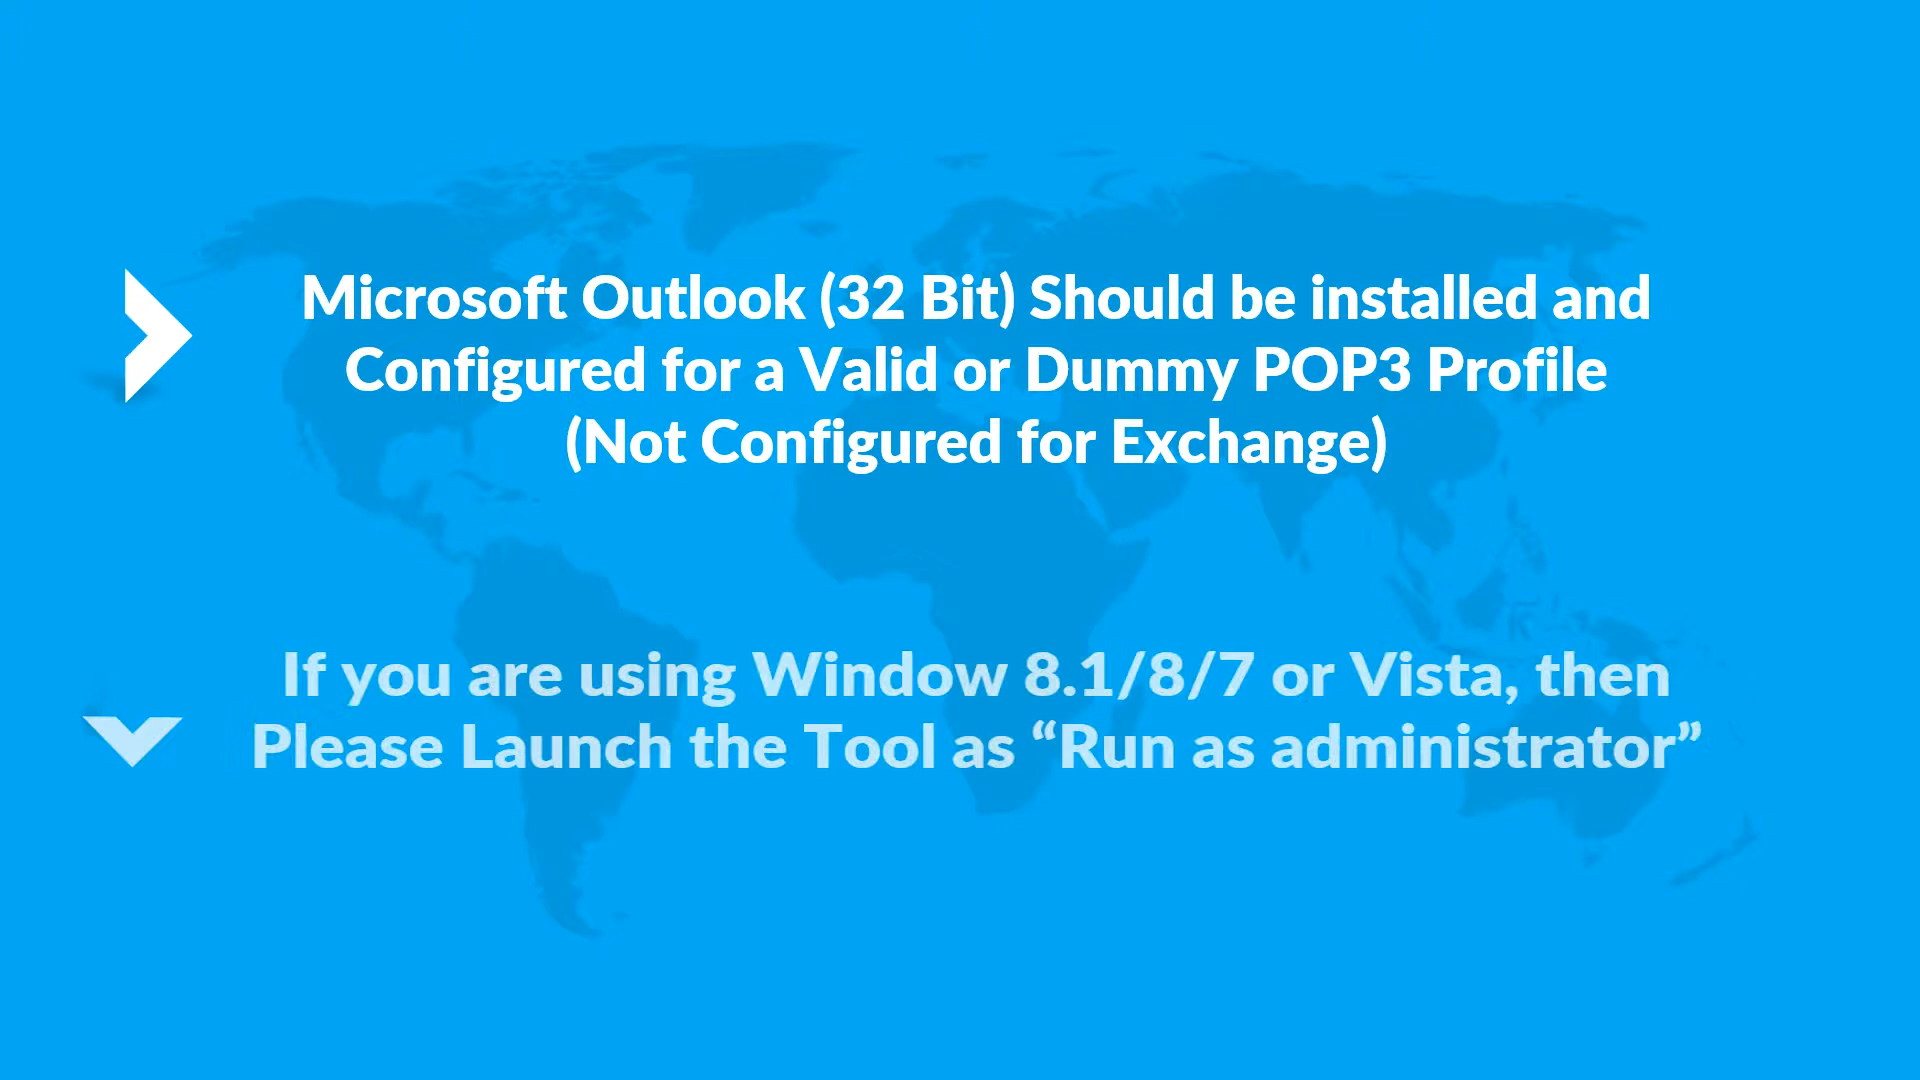 Microsoft Outlook (32 Bit) Should be installed and
Configured for a Valid or Dummy POP3 Profile
(Not Configured for Exchange)
If you are using Window 8.1/8/7 or Vista, then
Please Launch the Tool as “Run as administrator”